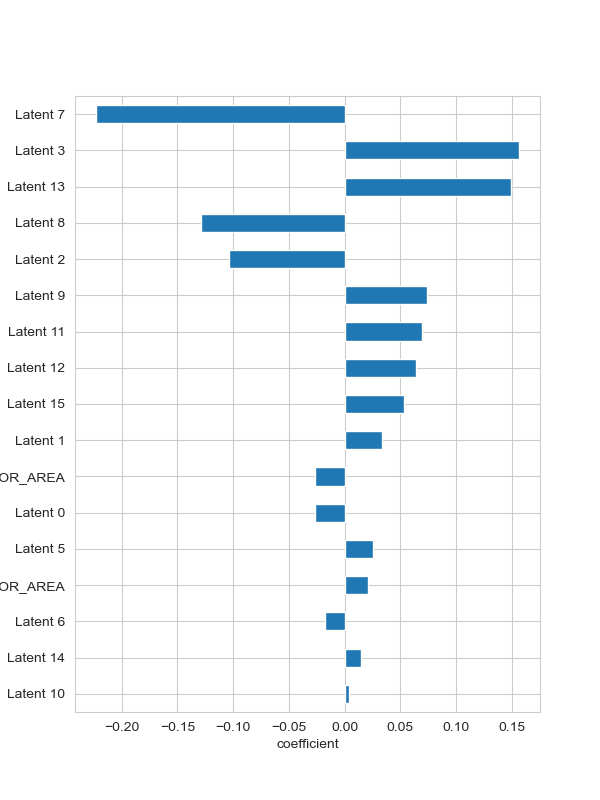 Latent 7
Latent 3
Latent 13
Latent 8
Latent 2
Latent 9
Latent 11
Latent 12
Latent 15
Latent 1
OR_AREA
Latent 0
Latent 5
OR_AREA
Latent 6
Latent 14
Latent 10
−0.20 −0.15 −0.10 −0.05 0.00 0.05 0.10 0.15
coefficient